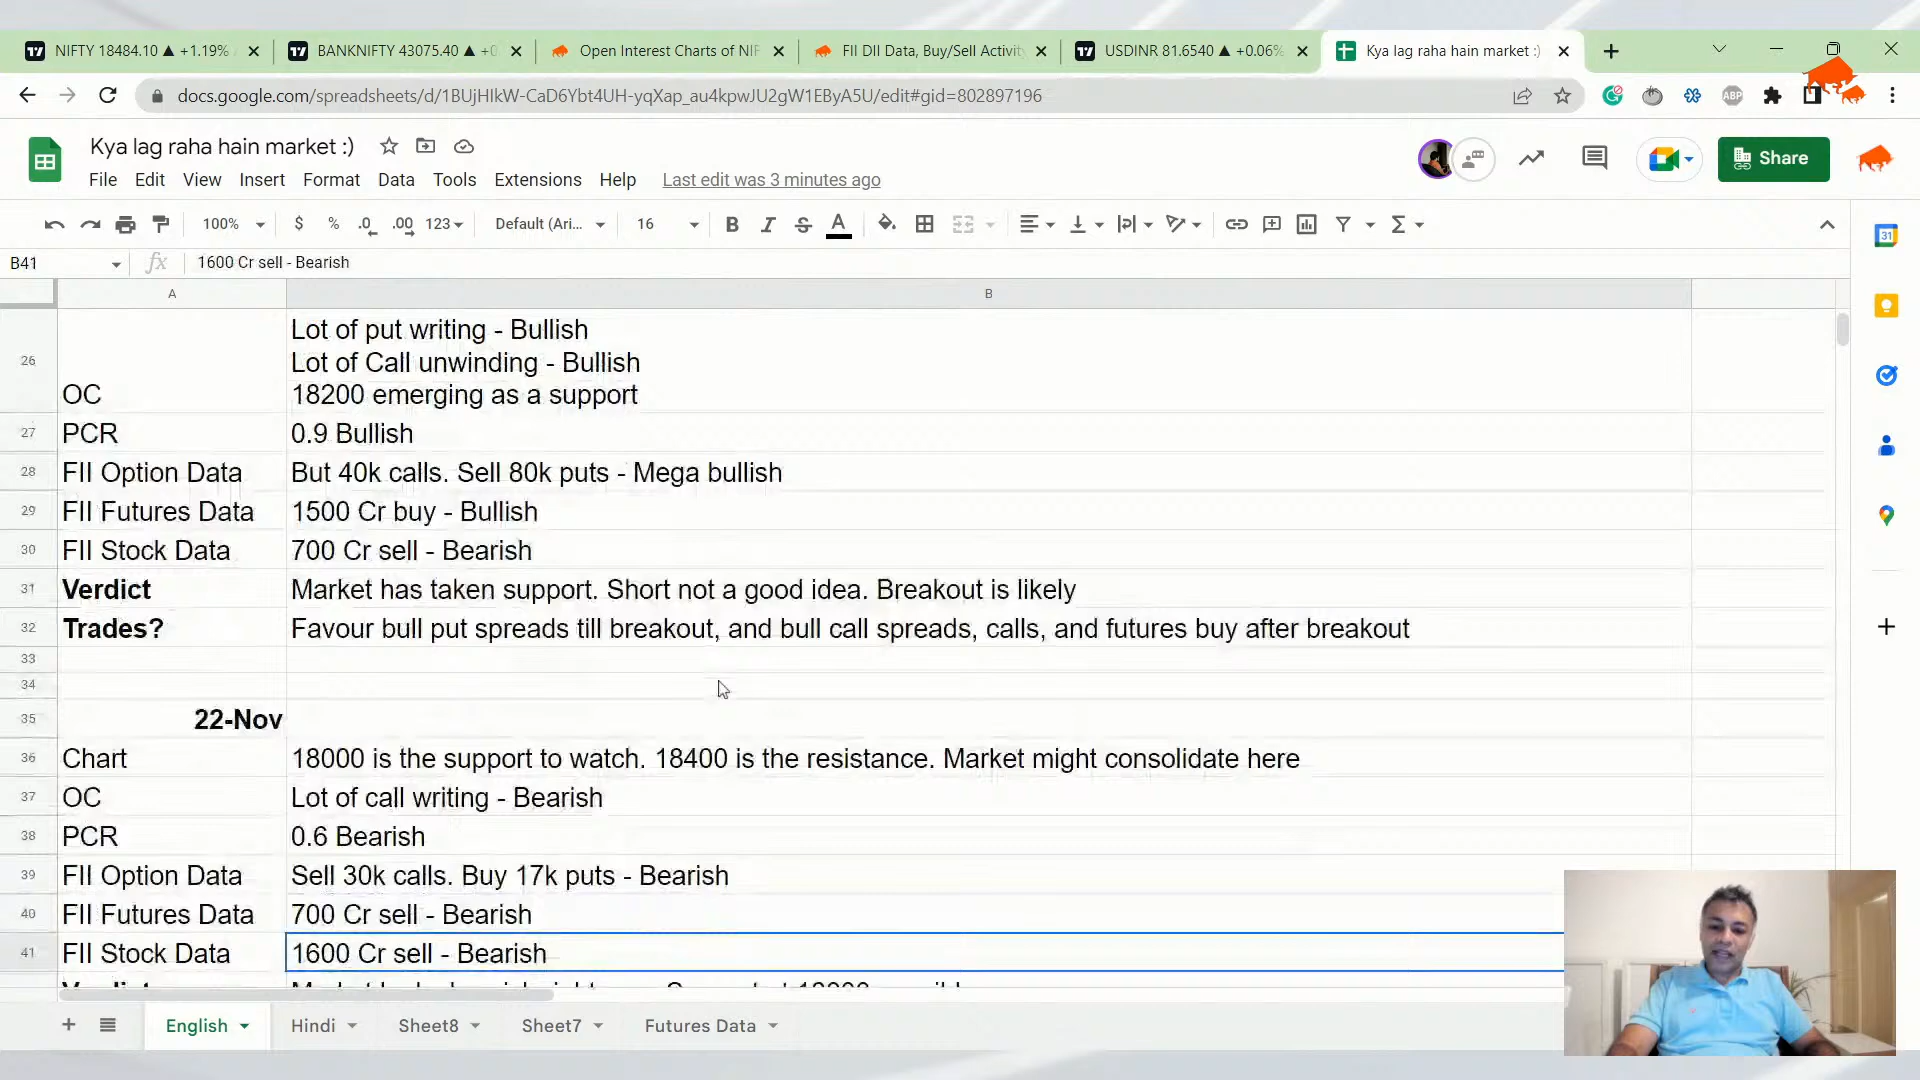 NIFTY 18484.10 ▲ +1.19%
BANKNIFTY 43075.40 ▲ +0
Open Interest Charts of NIF
FII DII Data, Buy/Sell Activity
USDINR 81.6540 ▲ +0.06%
Kya lag raha hain market :)
docs.google.com/spreadsheets/d/1BUjHIkW-CaD6Ybt4UH-yqXap_au4kpwJU2gW1EByA5U/edit#gid=802897196
ABP
Kya lag raha hain market :)
File Edit View Insert Format Data Tools Extensions Help Last edit was 3 minutes ago
Share
100% $ % .0 .00 123 Default (Ari... 16 B I S A
31
B41 fx 1600 Cr sell - Bearish
A B
Lot of put writing - Bullish
Lot of Call unwinding - Bullish
26 OC 18200 emerging as a support
27 PCR 0.9 Bullish
28 FII Option Data But 40k calls. Sell 80k puts - Mega bullish
29 FII Futures Data 1500 Cr buy - Bullish
30 FII Stock Data 700 Cr sell - Bearish
31 Verdict Market has taken support. Short not a good idea. Breakout is likely
32 Trades? Favour bull put spreads till breakout, and bull call spreads, calls, and futures buy after breakout
33
34
35 22-Nov
36 Chart 18000 is the support to watch. 18400 is the resistance. Market might consolidate here
37 OC Lot of call writing - Bearish
38 PCR 0.6 Bearish
39 FII Option Data Sell 30k calls. Buy 17k puts - Bearish
40 FII Futures Data 700 Cr sell - Bearish
41 FII Stock Data 1600 Cr sell - Bearish
English Hindi Sheet8 Sheet7 Futures Data